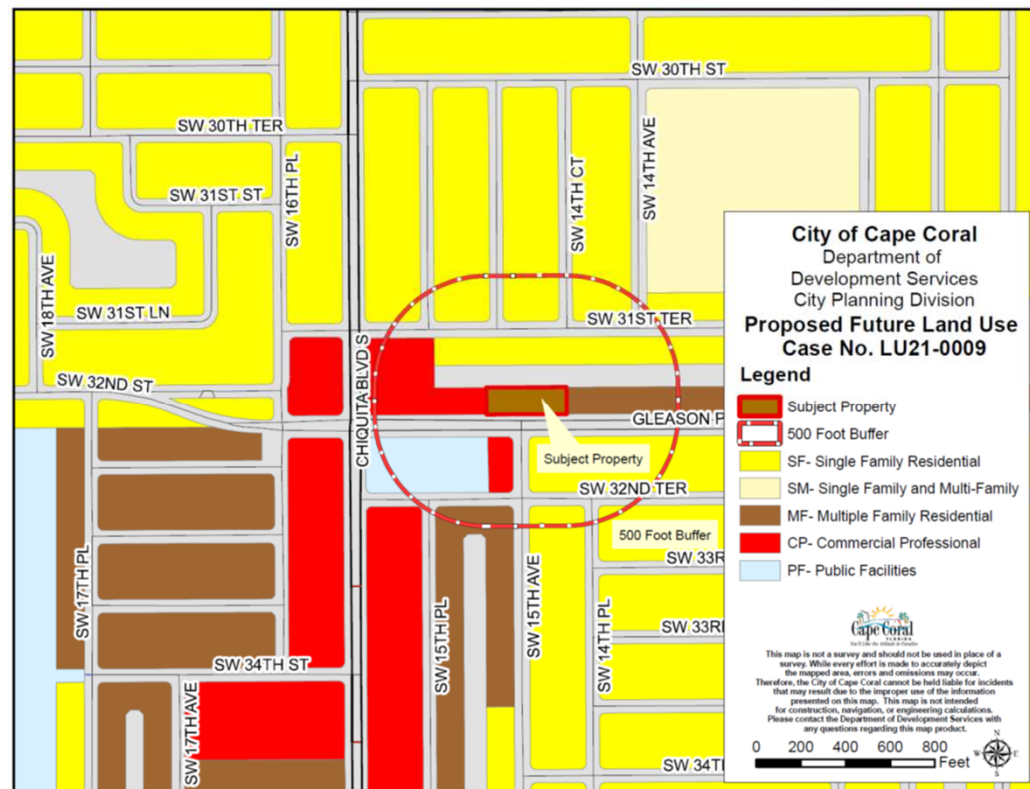 SW 30TH ST
SW 30TH TER
SW 31ST ST
SW 16TH PL
SW 14TH CT
SW 14TH AVE
SW 18TH AVE
SW 31ST LN
SW 31ST TER
CHIQUITA BLVD S
SW 32ND ST
GLEASON P
Subject Property
SW 32ND TER
500 Foot Buffer
SW 33R
SW 17TH PL
SW 15TH PL
SW 15TH AVE
SW 14TH PL
SW 33RI
SW 34TH ST
SW 17TH AVE
SW 34T
City of Cape Coral
Department of
Development Services
City Planning Division
Proposed Future Land Use
Case No. LU21-0009
Legend
Subject Property
500 Foot Buffer
SF- Single Family Residential
SM- Single Family and Multi-Family
MF- Multiple Family Residential
CP- Commercial Professional
PF- Public Facilities
Cape Coral
FLORIDA
This map is not a survey and should not be used in place of a
survey. While every effort is made to accurately depict
the mapped area, errors and omissions may occur.
Therefore, the City of Cape Coral cannot be held liable for incidents
that may result due to the improper use of the information
presented on this map. This map is not intended
for construction, navigation, or engineering calculations.
Please contact the Department of Development Services with
any questions regarding this map product.
0 200 400 600 800
Feet
N
W E
S